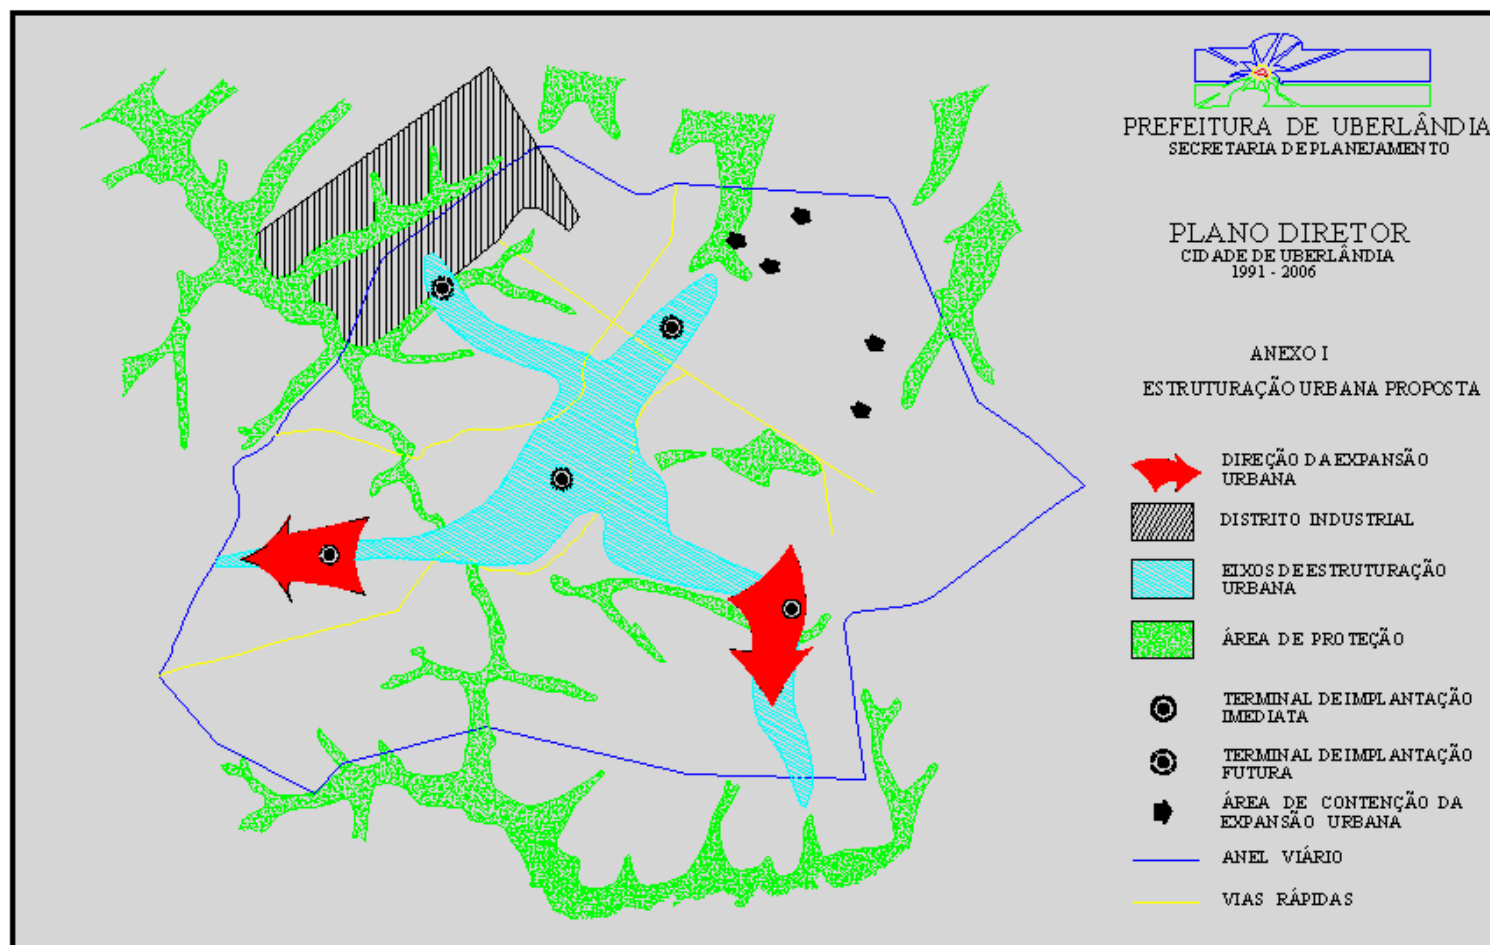 PREFEITURA DE UBERLÂNDIA
SECRETARIA DE PLANEJAMENTO
PLANO DIRETOR
CIDADE DE UBERLÂNDIA
1991 - 2006
ANEXO I
ESTRUTURAÇÃO URBANA PROPOSTA
DIREÇÃO DA EXPANSÃO
URBANA
DISTRITO INDUSTRIAL
EIXOS DE ESTRUTURAÇÃO
URBANA
ÁREA DE PROTEÇÃO
TERMINAL DE IMPLANTAÇÃO
IMEDIATA
TERMINAL DE IMPLANTAÇÃO
FUTURA
ÁREA DE CONTENÇÃO DA
EXPANSÃO URBANA
ANEL VIÁRIO
VIAS RÁPIDAS